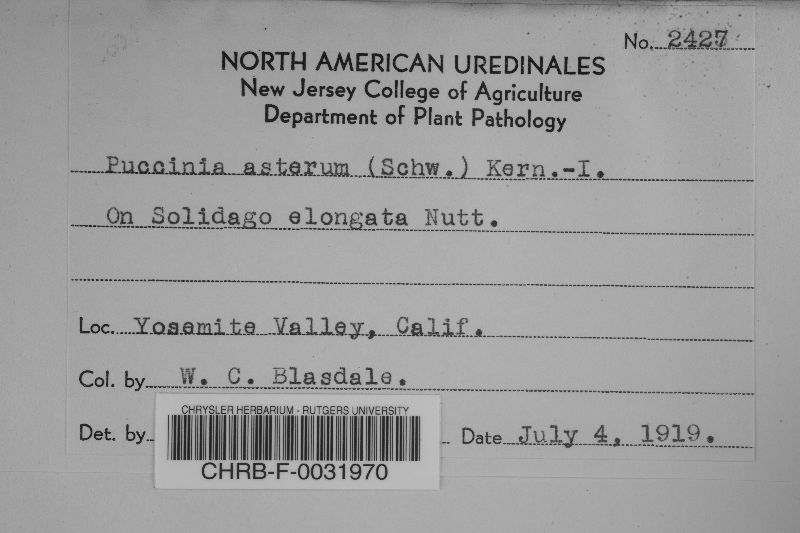 No. 2427
NORTH AMERICAN UREDINALES
New Jersey College of Agriculture
Department of Plant Pathology
Puccinia asterum (Schw.) Kern.-I.
On Solidago elongata Nutt.
Loc. Yosemite Valley, Calif.
Col. by W. C. Blasdale.
Det. by
Date July 4, 1919.
CHRYSLER HERBARIUM - RUTGERS UNIVERSITY
CHRB-F-0031970